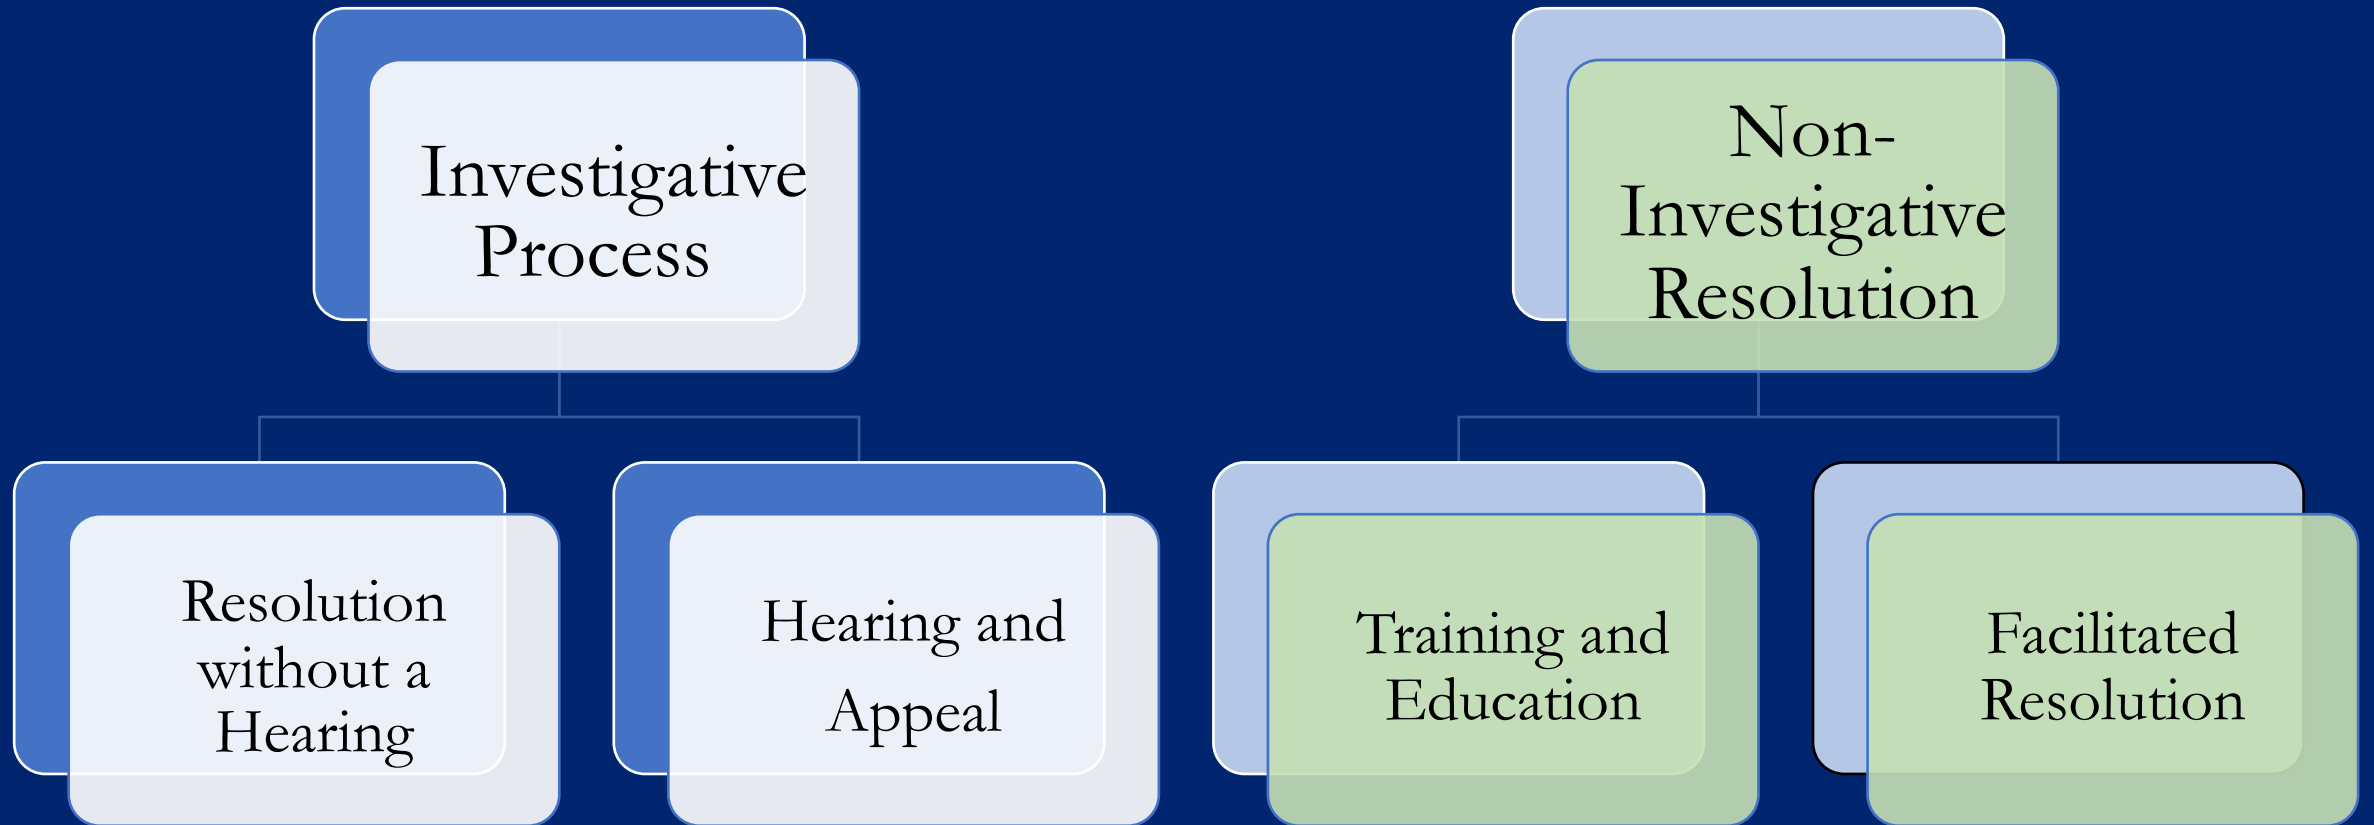 Investigative
Process
Non-
Investigative
Resolution
Resolution
without a
Hearing
Hearing and
Appeal
Training and
Education
Facilitated
Resolution